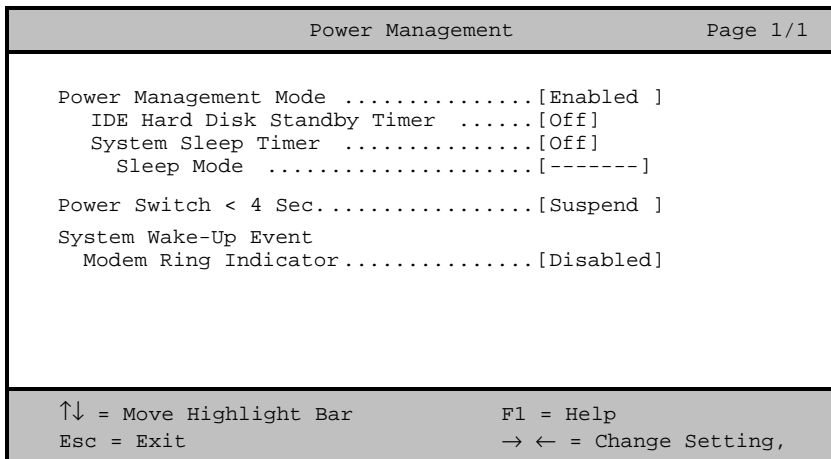 Power Management Page 1/1
Power Management Mode ...............[Enabled ]
IDE Hard Disk Standby Timer ......[Off]
System Sleep Timer ...............[Off]
Sleep Mode ......................[-------]
Power Switch < 4 Sec.................[Suspend ]
System Wake-Up Event
Modem Ring Indicator...............[Disabled]
↑↓ = Move Highlight Bar F1 = Help
Esc = Exit → ← = Change Setting,